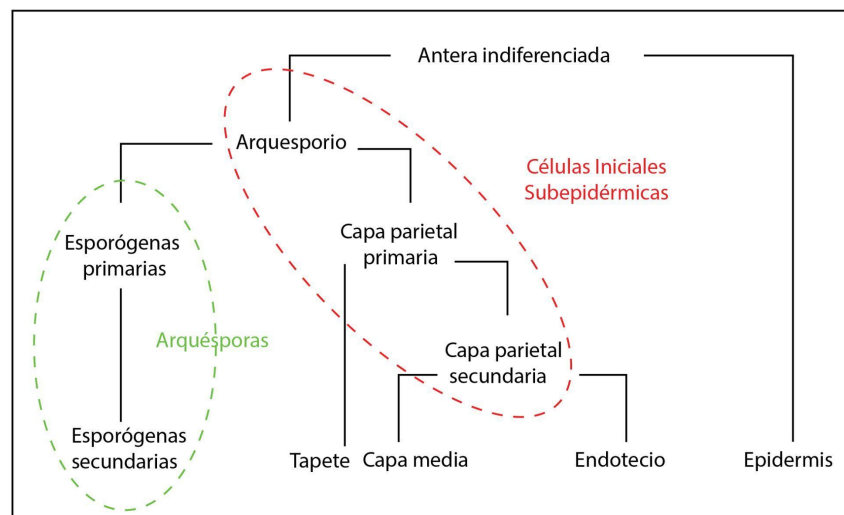 Antera indiferenciada
Arquesporio
Células Iniciales
Subepidérmicas
Esporógenas
primarias
Capa parietal
primaria
Arquésporas
Capa parietal
secundaria
Esporógenas
secundarias
Tapete
Capa media
Endotecio
Epidermis